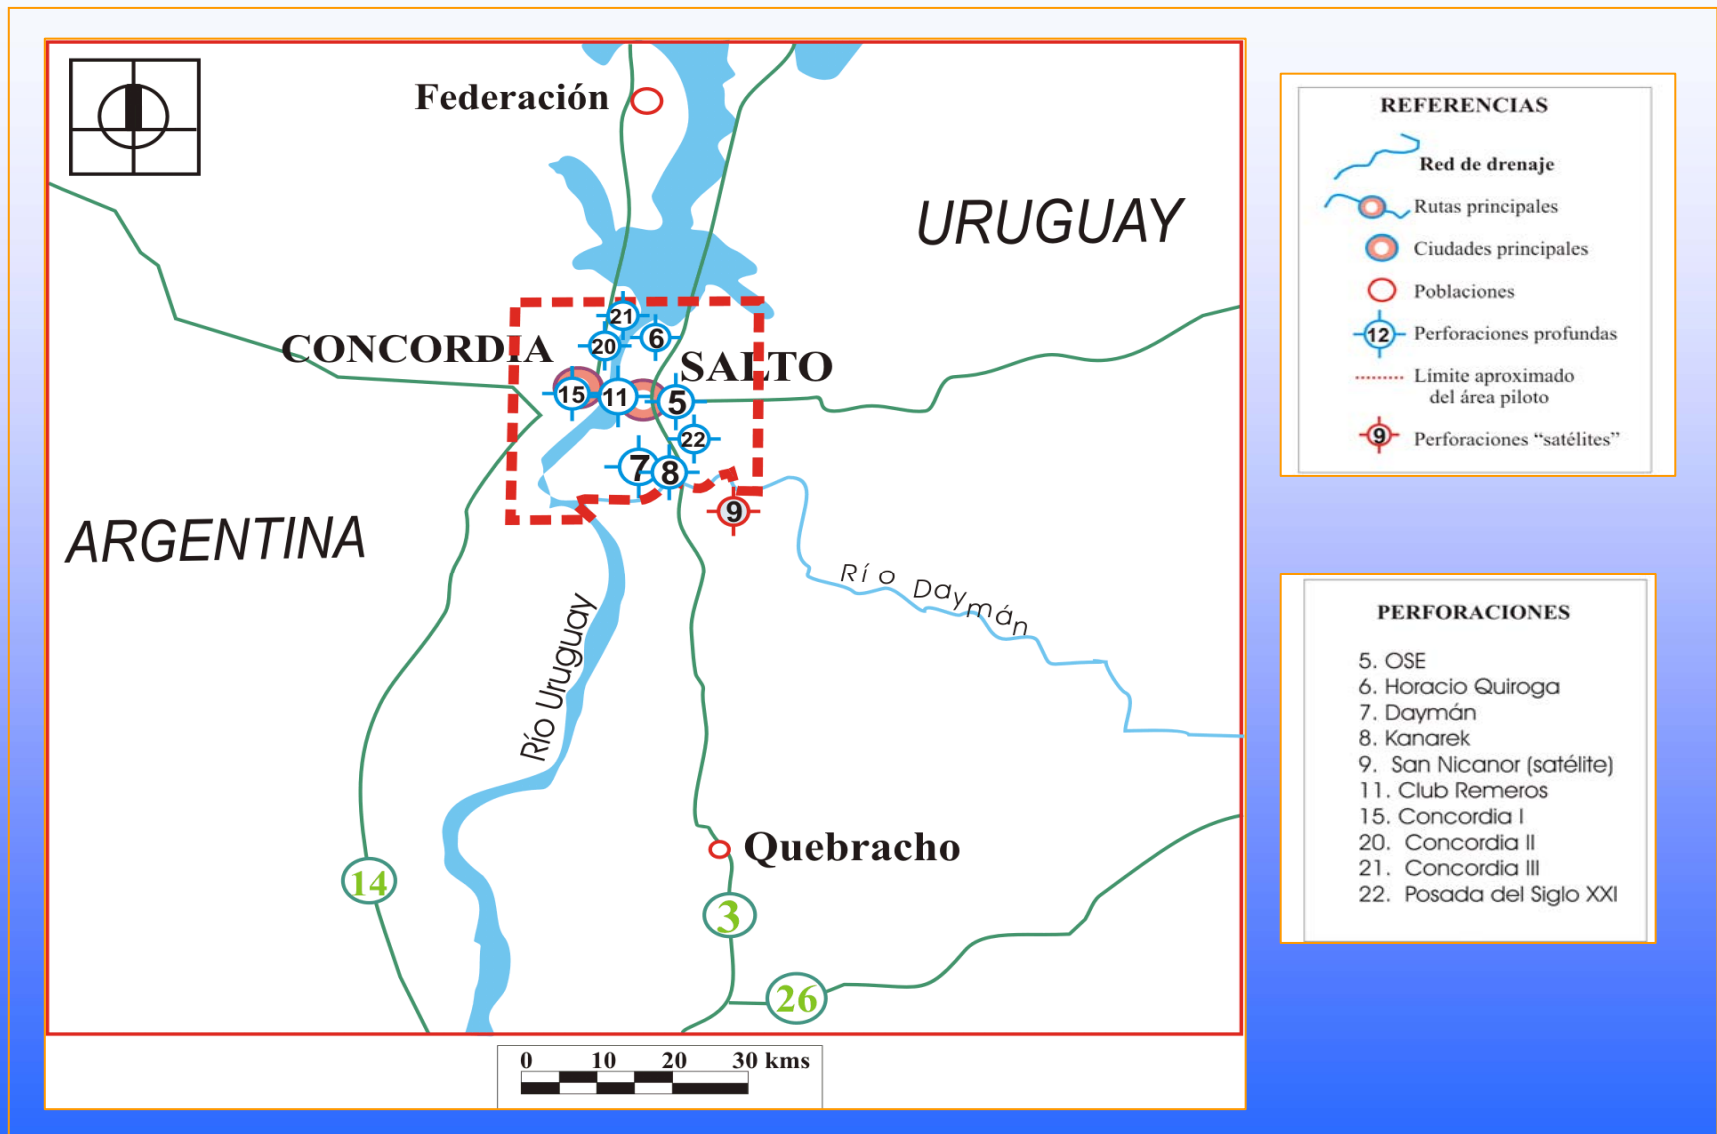 Federación
URUGUAY
CONCORDIA
SALTO
21
20
6
15
11
5
22
7
8
9
ARGENTINA
Río Daymán
Río Uruguay
Quebracho
14
3
26
0 10 20 30 kms
REFERENCIAS
Red de drenaje
Rutas principales
Ciudades principales
Poblaciones
12 Perforaciones profundas
Limite aproximado
del área piloto
9 Perforaciones “satélites”
PERFORACIONES
5. OSE
6. Horacio Quiroga
7. Daymán
8. Kanarek
9. San Nicanor (satélite)
11. Club Remeros
15. Concordia I
20. Concordia II
21. Concordia III
22. Posada del Siglo XXI